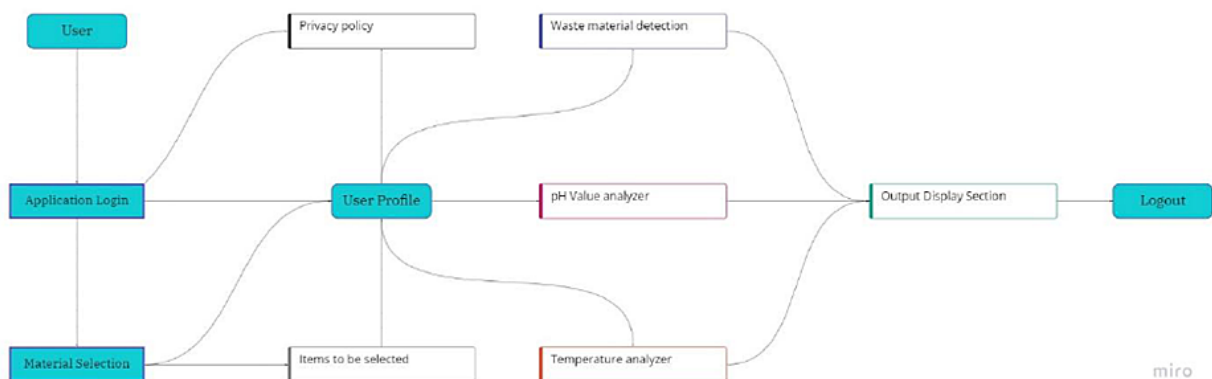 User
Privacy policy
Waste material detection
Application Login
User Profile
pH Value analyzer
Output Display Section
Logout
Material Selection
Items to be selected
Temperature analyzer
miro